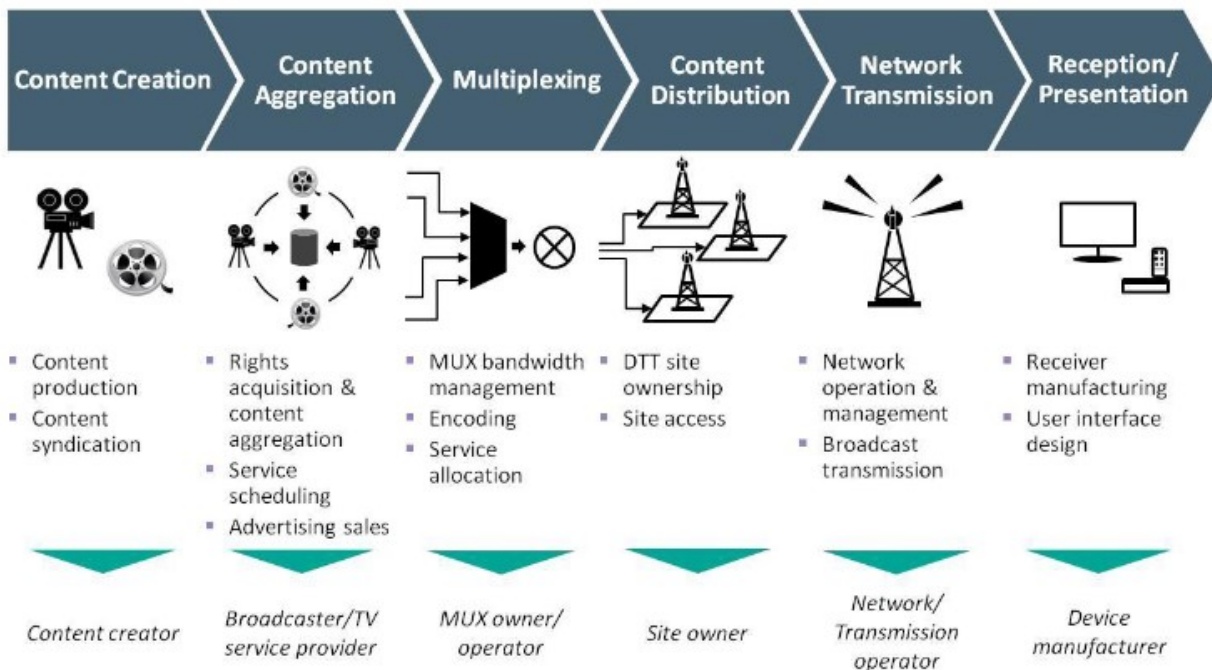 Content Creation
Content
Aggregation
Multiplexing
Content
Distribution
Network
Transmission
Reception/
Presentation
Content
production
Content
syndication
Rights
acquisition &
content
aggregation
Service
scheduling
Advertising sales
MUX bandwidth
management
Encoding
Service
allocation
DTT site
ownership
Site access
Network
operation &
management
Broadcast
transmission
Receiver
manufacturing
User interface
design
Content creator
Broadcaster/TV
service provider
MUX owner/
operator
Site owner
Network/
Transmission
operator
Device
manufacturer